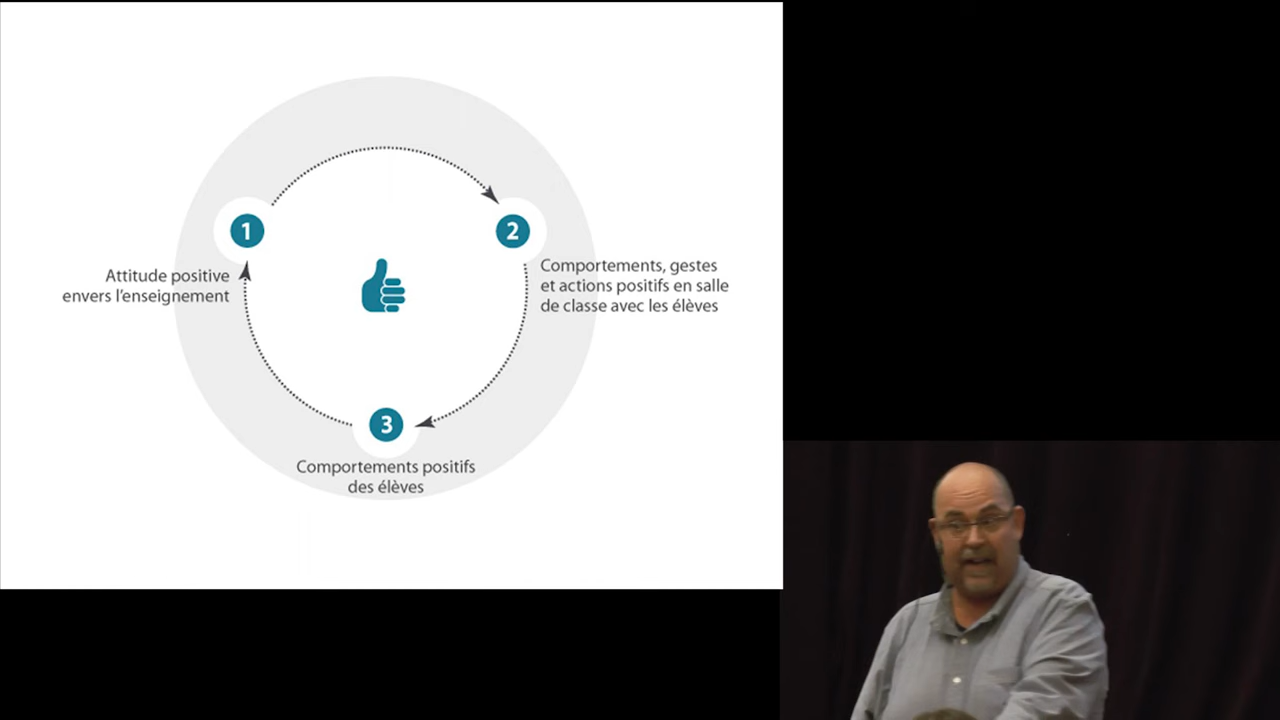 1
Attitude positive
envers l'enseignement
2
Comportements, gestes
et actions positifs en salle
de classe avec les élèves
3
Comportements positifs
des élèves